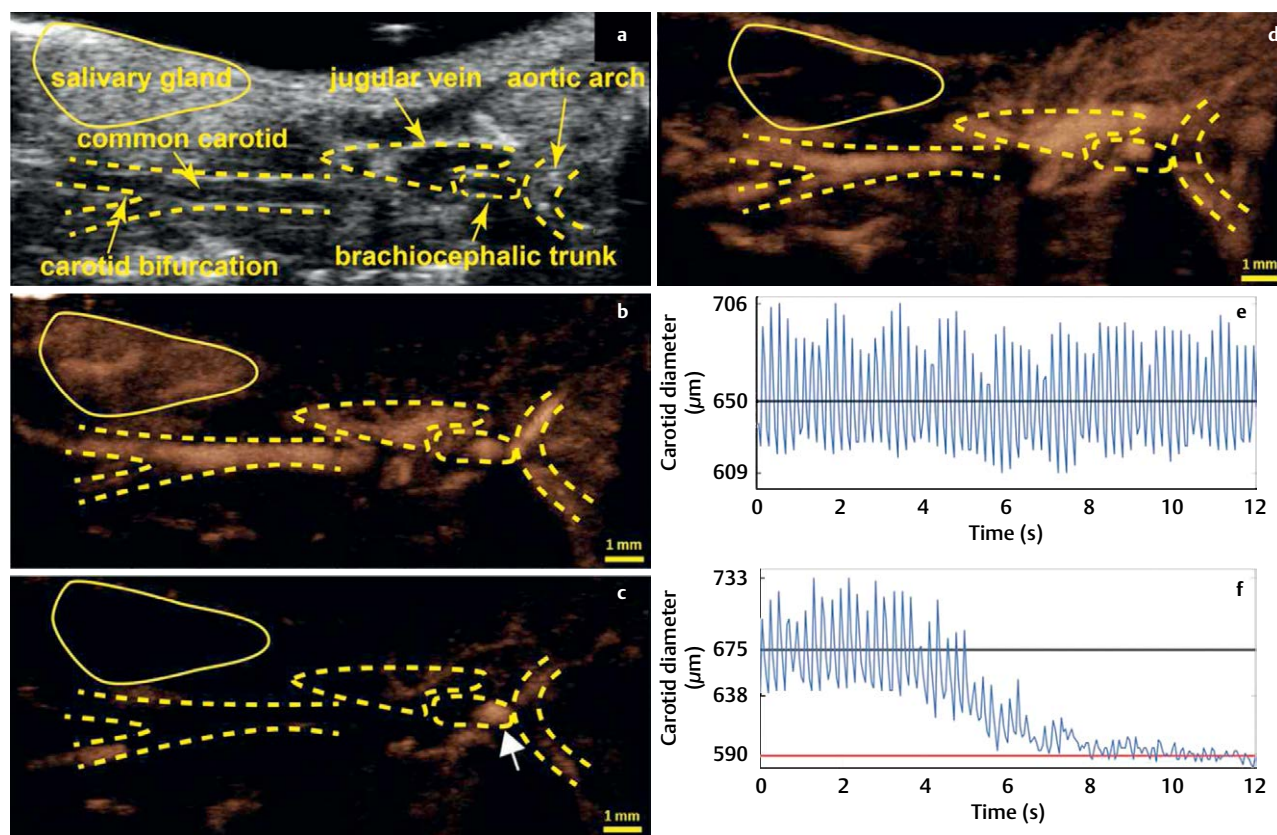 a
salivary gland
jugular vein
aortic arch
common carotid
carotid bifurcation
brachiocephalic trunk
b
1 mm
c
1 mm
d
1 mm
e
Carotid diameter
(µm)
706
650
609
0 2 4 6 8 10 12
Time (s)
f
Carotid diameter
(µm)
733
675
638
590
0 2 4 6 8 10 12
Time (s)